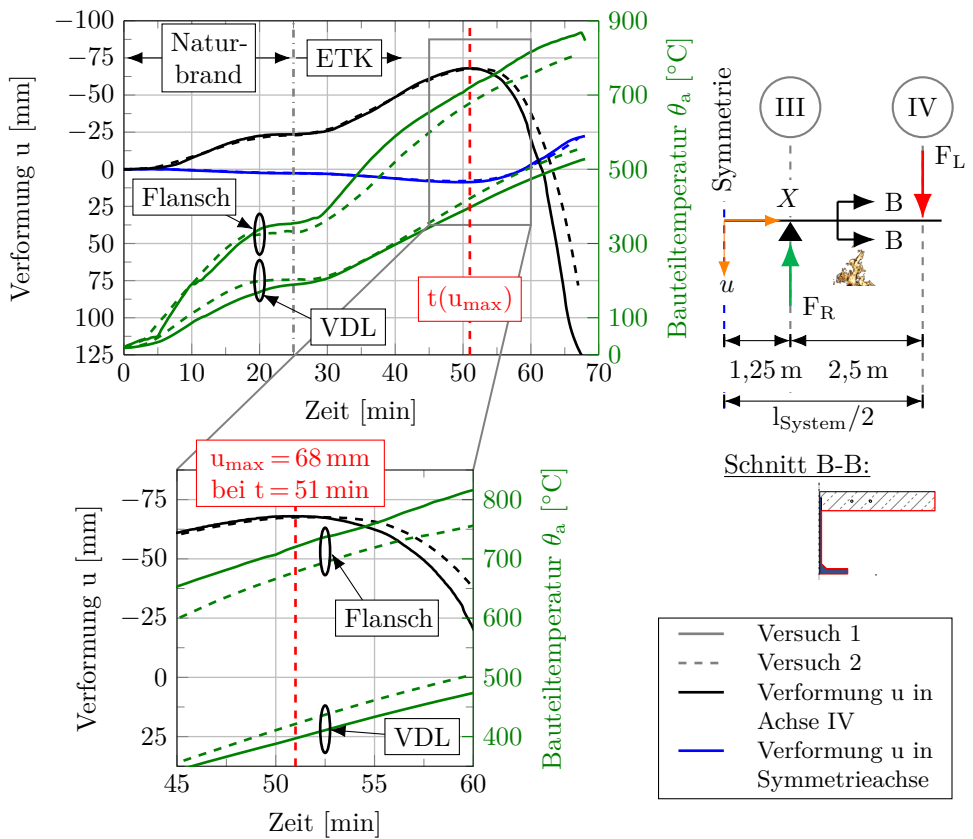 −100
−75
−50
−25
0
25
50
75
100
125
Verformung u [mm]
0
10
20
30
40
50
60
70
Zeit [min]
0
100
300
500
700
900
Bauteiltemperatur θa [°C]
Natur-
brand
ETK
Flansch
VDL
t(umax)
umax = 68 mm
bei t = 51 min
−75
−50
−25
0
25
Verformung u [mm]
45
50
55
60
Zeit [min]
400
500
600
700
800
Bauteiltemperatur θa [°C]
Flansch
VDL
III
IV
Symmetrie
X
B
B
FL
u
FR
1,25 m
2,5 m
lSystem/2
Schnitt B-B:
Versuch 1
Versuch 2
Verformung u in
Achse IV
Verformung u in
Symmetrieachse